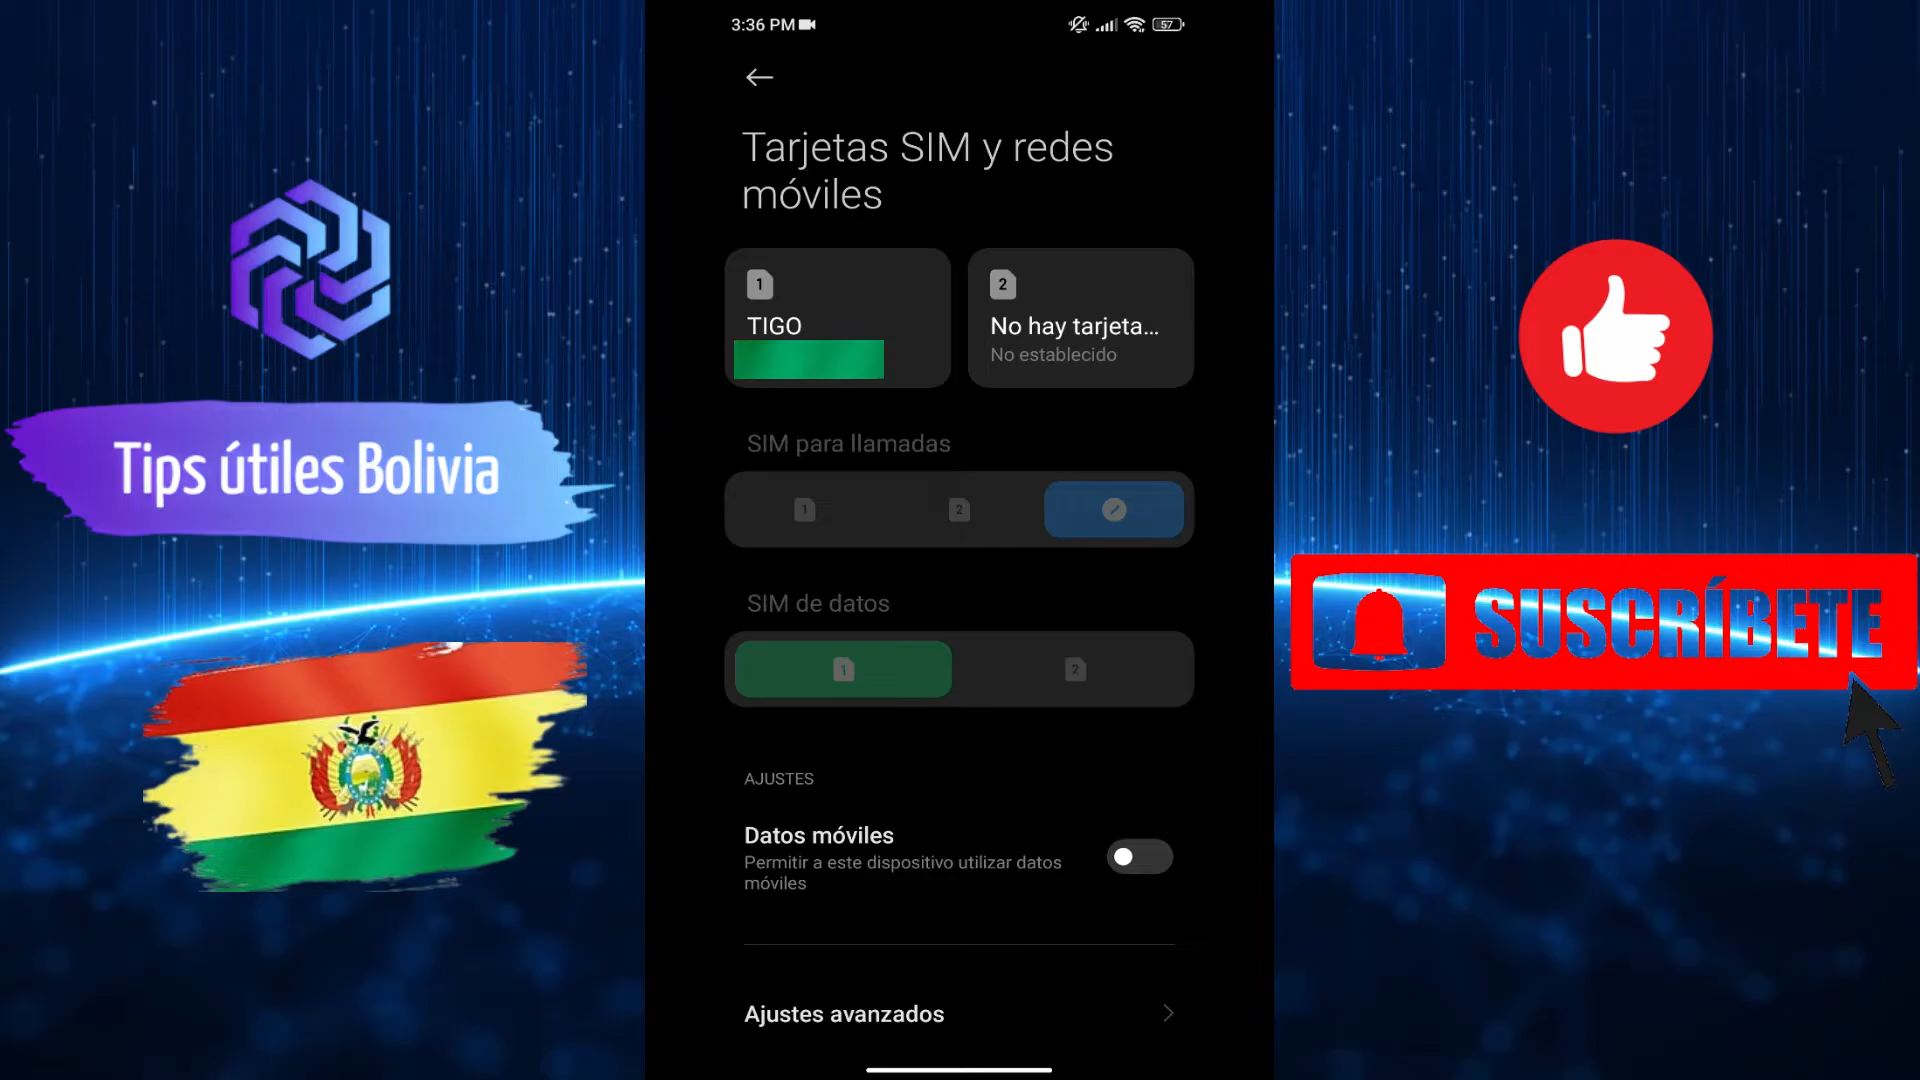 3:36 PM
57
Tarjetas SIM y redes
móviles
1
TIGO
2
No hay tarjeta...
No establecido
SIM para llamadas
1
2
SIM de datos
1
2
AJUSTES
Datos móviles
Permitir a este dispositivo utilizar datos
móviles
Ajustes avanzados
Tips útiles Bolivia
SUSCRÍBETE